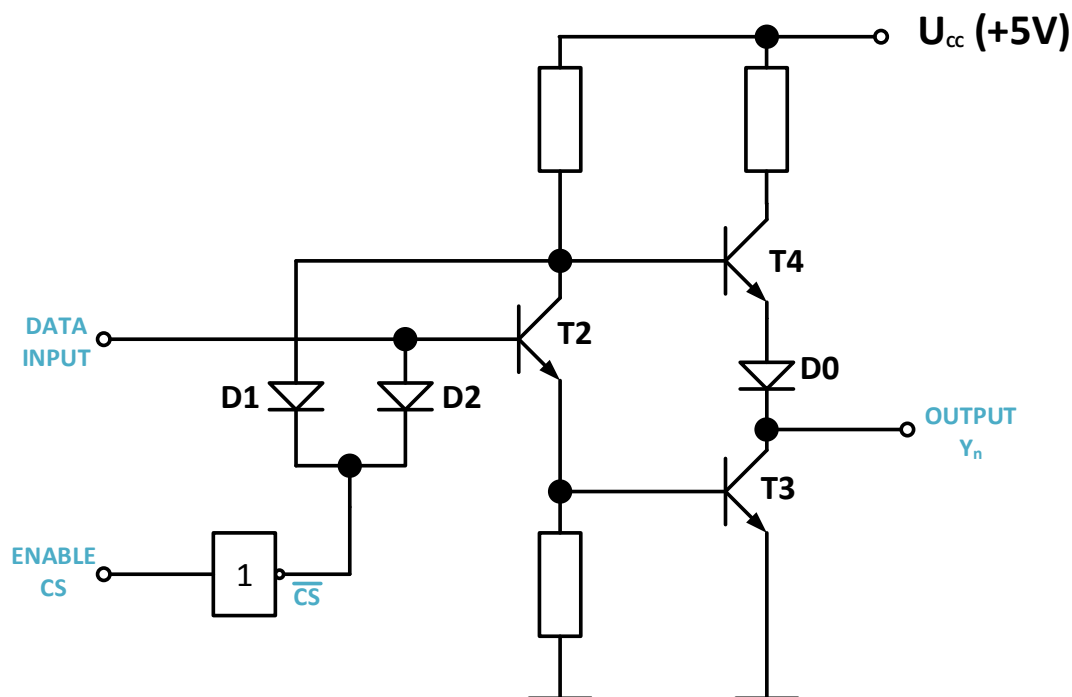 Ucc (+5V)
T4
DATA
INPUT
T2
D1
D2
D0
OUTPUT
Yn
T3
ENABLE
CS
1
CS